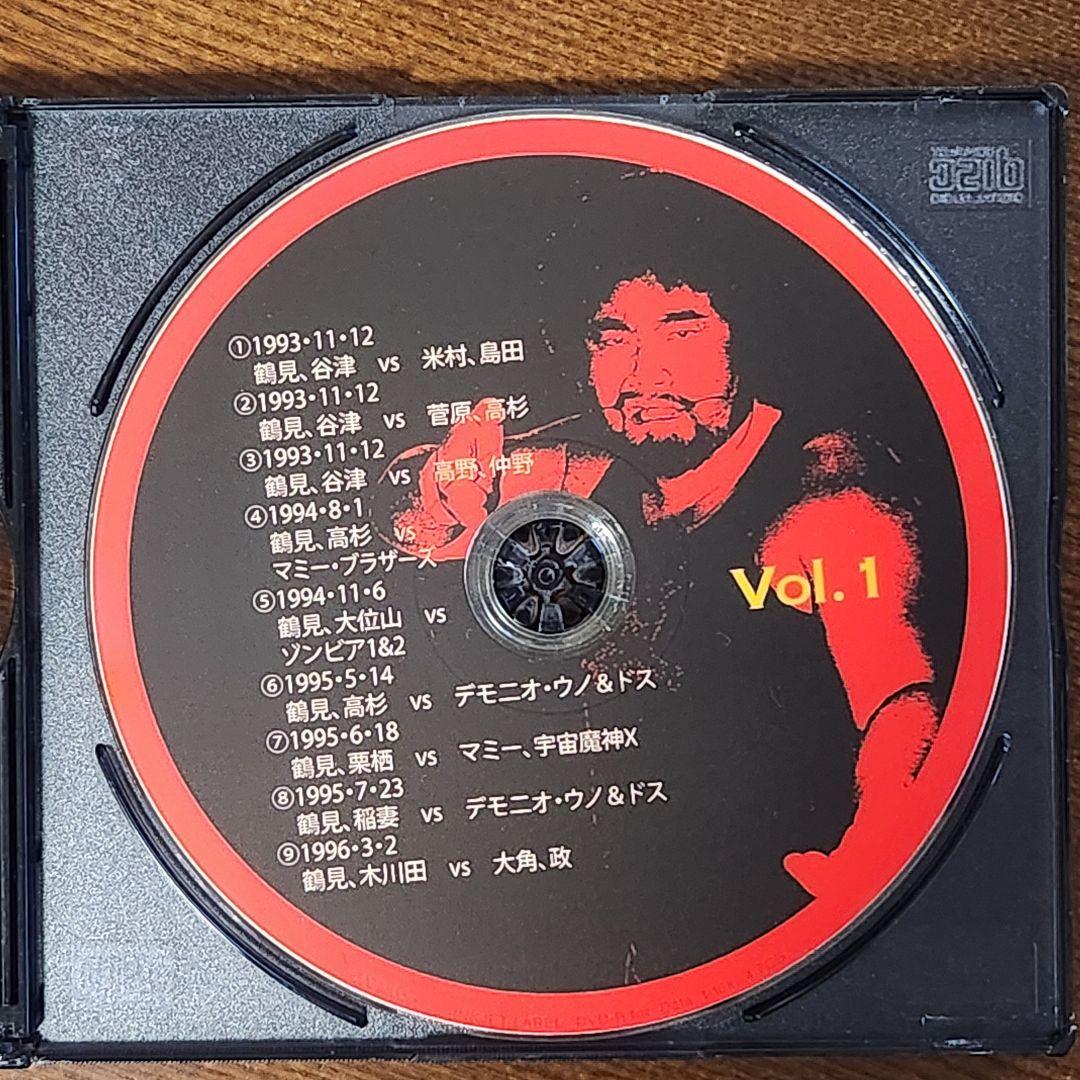 ①1993・11・12
鶴見、谷津 vs 米村、島田
②1993・11・12
鶴見、谷津 vs 菅原、高杉
③1993・11・12
鶴見、谷津 vs 高野、仲野
④1994・8・1
鶴見、高杉 vs
マミー・ブラザーズ
⑤1994・11・6
鶴見、大位山 vs
ゾンビア1&2
⑥1995・5・14
鶴見、高杉 vs デモニオ・ウノ&ドス
⑦1995・6・18
鶴見、栗栖 vs マミー、宇宙魔神X
⑧1995・7・23
鶴見、稲妻 vs デモニオ・ウノ&ドス
⑨1996・3・2
鶴見、木川田 vs 大角、政
Vol. 1
disc
LABEL DVD-R for Data